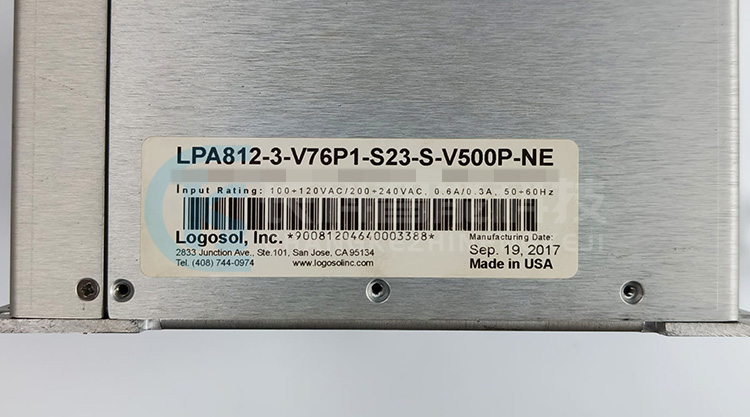 LPA812-3-V76P1-S23-S-V500P-NE
Input Rating: 100÷120VAC/200÷240VAC, 0.6A/0.3A, 50÷60Hz
Logosol, Inc. *90081204640003388*
2833 Junction Ave., Ste.101, San Jose, CA 95134
Tel. (408) 744-0974 www.logosolinc.com
Manufacturing Date:
Sep. 19, 2017
Made in USA